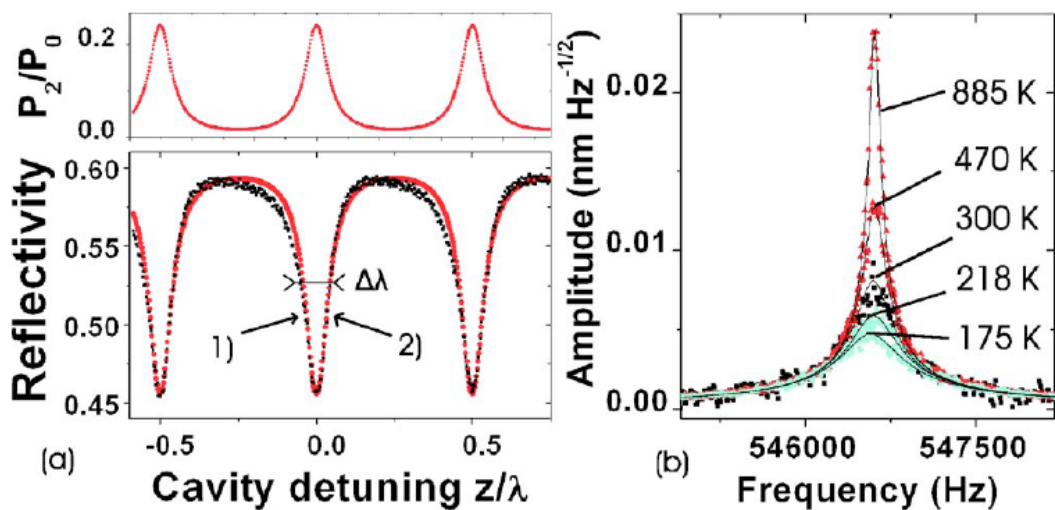 P₂/P₀
0.2
0.0
Reflectivity
0.60
0.55
0.50
0.45
Δλ
1)
2)
-0.5
0.0
0.5
(a)
Cavity detuning z/λ
Amplitude (nm Hz⁻¹/²)
0.02
0.01
0.00
885 K
470 K
300 K
218 K
175 K
546000
547500
(b)
Frequency (Hz)